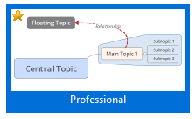 Floating Topic
Relationship
Subtopic 1
Main Topic 1
Subtopic 2
Subtopic 3
Central Topic
Professional